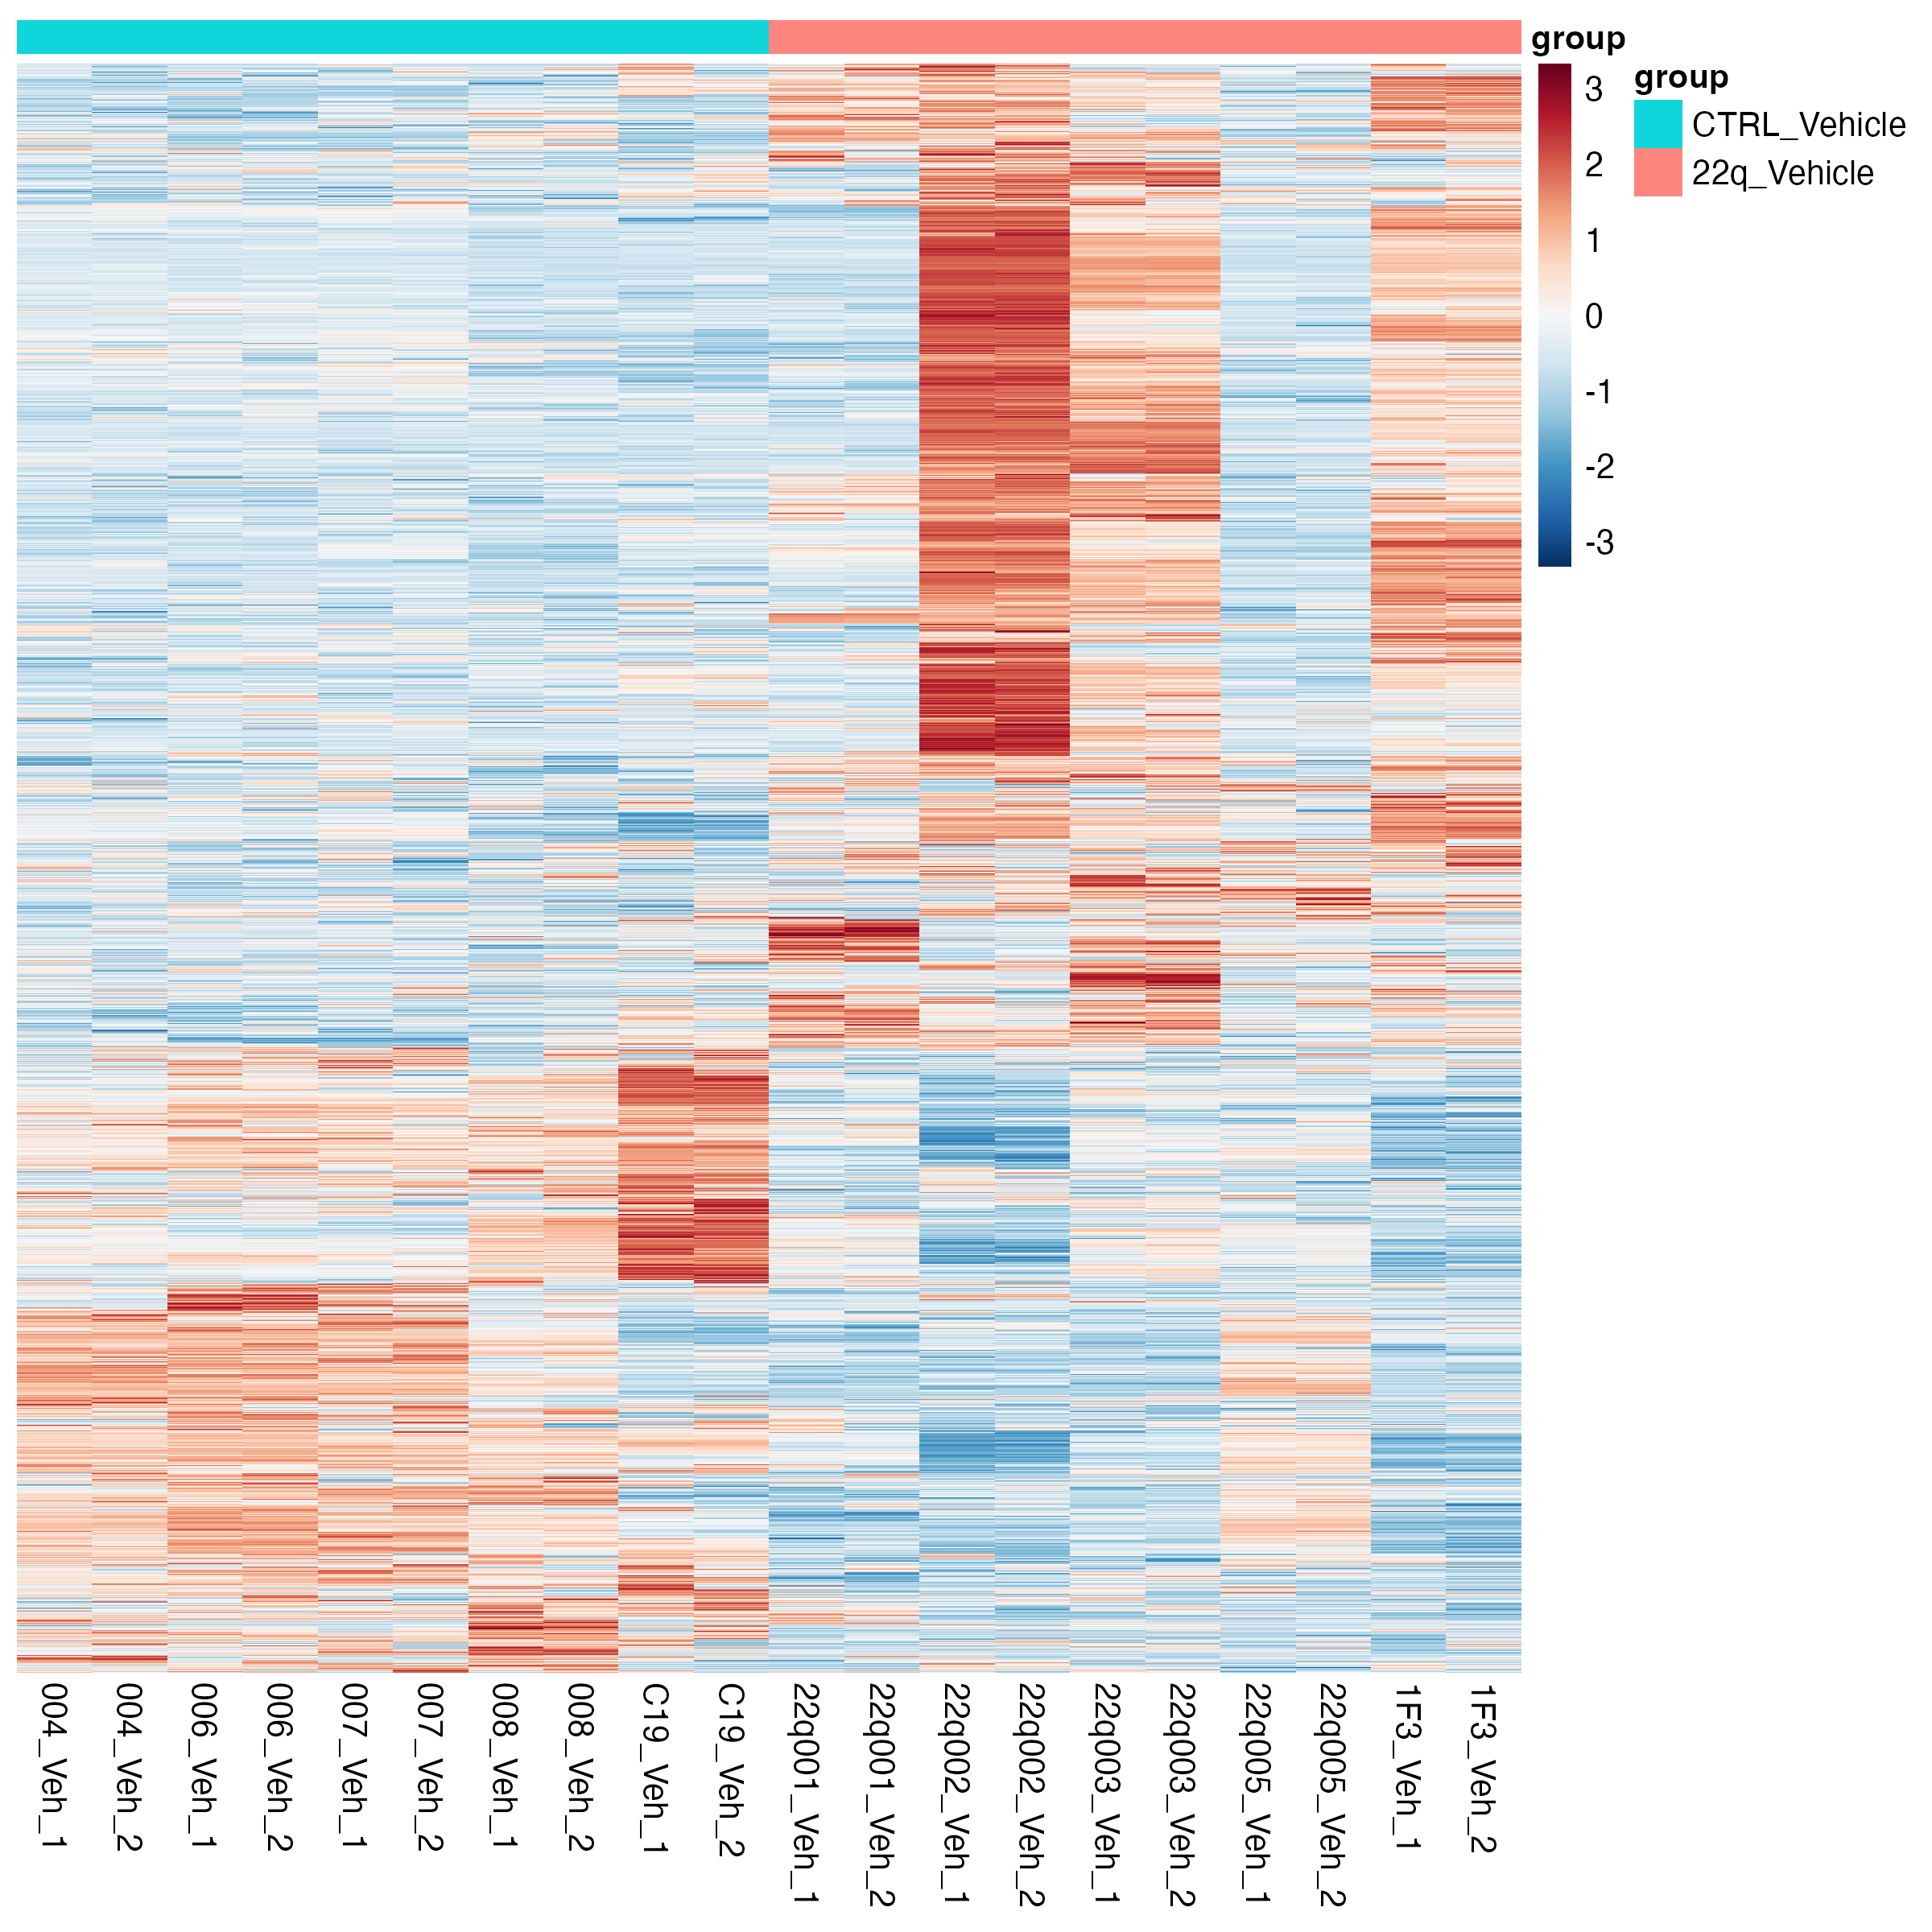 group
3
2
1
0
-1
-2
-3
group
CTRL_Vehicle
22q_Vehicle
004_Veh_1
004_Veh_2
006_Veh_1
006_Veh_2
007_Veh_1
007_Veh_2
008_Veh_1
008_Veh_2
C19_Veh_1
C19_Veh_2
22q001_Veh_1
22q001_Veh_2
22q002_Veh_1
22q002_Veh_2
22q003_Veh_1
22q003_Veh_2
22q005_Veh_1
22q005_Veh_2
1F3_Veh_1
1F3_Veh_2